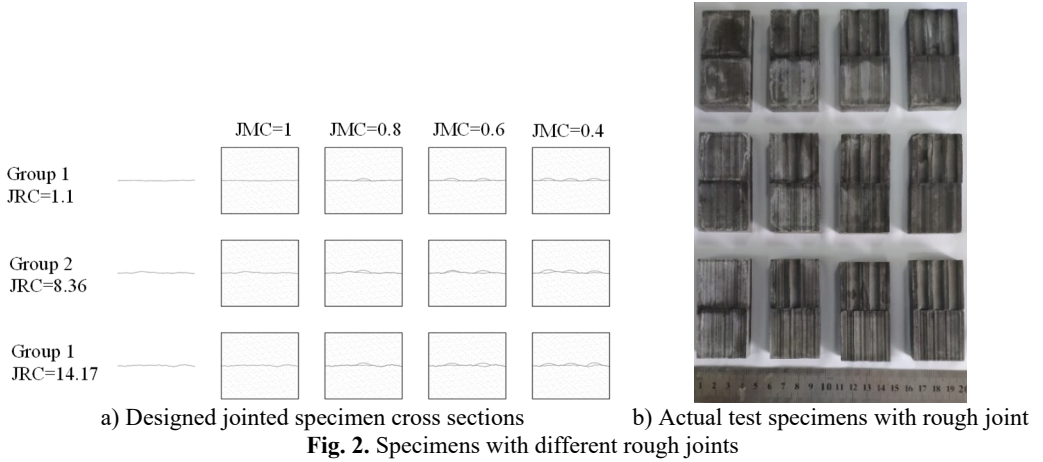 JMC=1 JMC=0.8 JMC=0.6 JMC=0.4
Group 1
JRC=1.1
Group 2
JRC=8.36
Group 1
JRC=14.17
1 2 3 4 5 6 7 8 9 10 11 12 13 14 15 16 17 18 19 20
a) Designed jointed specimen cross sections
b) Actual test specimens with rough joint
Fig. 2. Specimens with different rough joints